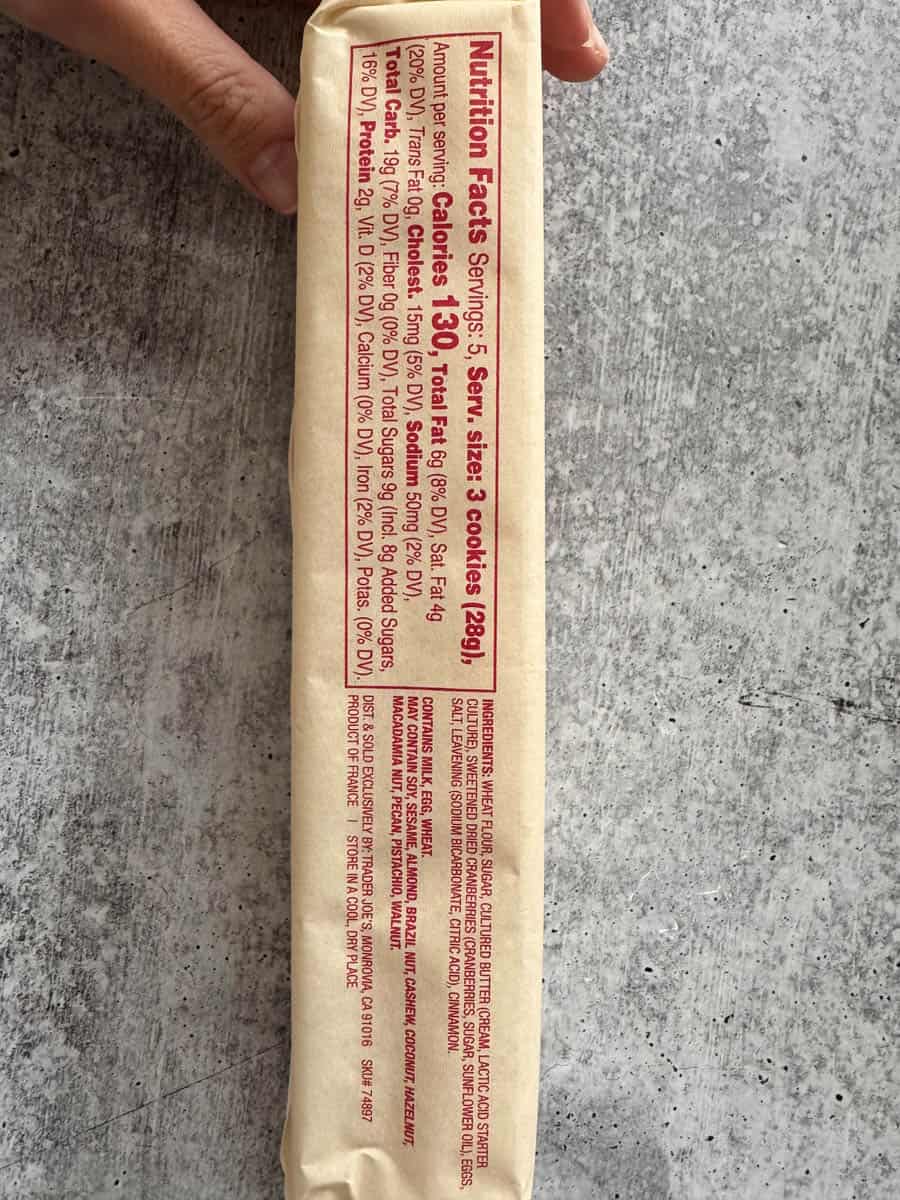 Nutrition Facts Servings: 5, Serv. size: 3 cookies (28g),
Amount per serving: Calories 130, Total Fat 6g (8% DV), Sat. Fat 4g
(20% DV), Trans Fat 0g, Cholest. 15mg (5% DV), Sodium 50mg (2% DV),
Total Carb. 19g (7% DV), Fiber 0g (0% DV), Total Sugars 9g (Incl. 8g Added Sugars,
16% DV), Protein 2g, Vit. D (2% DV), Calcium (0% DV), Iron (2% DV), Potas. (0% DV).
INGREDIENTS: WHEAT FLOUR, SUGAR, CULTURED BUTTER (CREAM, LACTIC ACID STARTER
CULTURE), SWEETENED DRIED CRANBERRIES (CRANBERRIES, SUGAR, SUNFLOWER OIL), EGGS,
SALT, LEAVENING (SODIUM BICARBONATE, CITRIC ACID), CINNAMON.
CONTAINS MILK, EGG, WHEAT.
MAY CONTAIN SOY, SESAME, ALMOND, BRAZIL NUT, CASHEW, COCONUT, HAZELNUT,
MACADAMIA NUT, PECAN, PISTACHIO, WALNUT.
DIST. & SOLD EXCLUSIVELY BY: TRADER JOE'S, MONROVIA, CA 91016 SKU# 74897
PRODUCT OF FRANCE | STORE IN A COOL, DRY PLACE